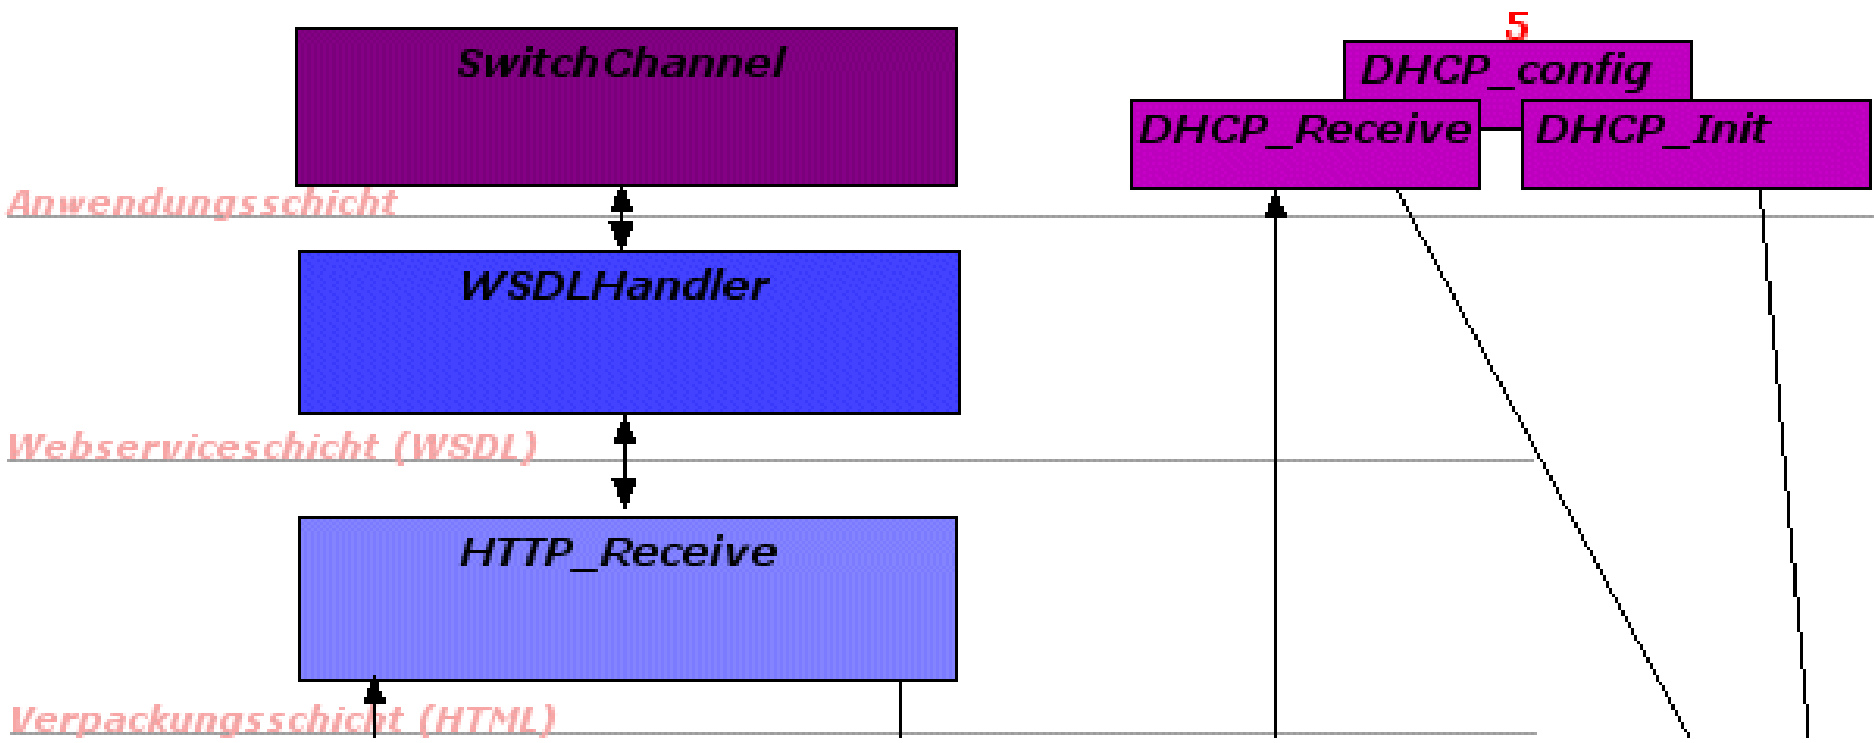 SwitchChannel
5
DHCP_config
DHCP_Receive
DHCP_Init
Anwendungsschicht
WSDLHandler
Webserviceschicht (WSDL)
HTTP_Receive
Verpackungsschicht (HTML)